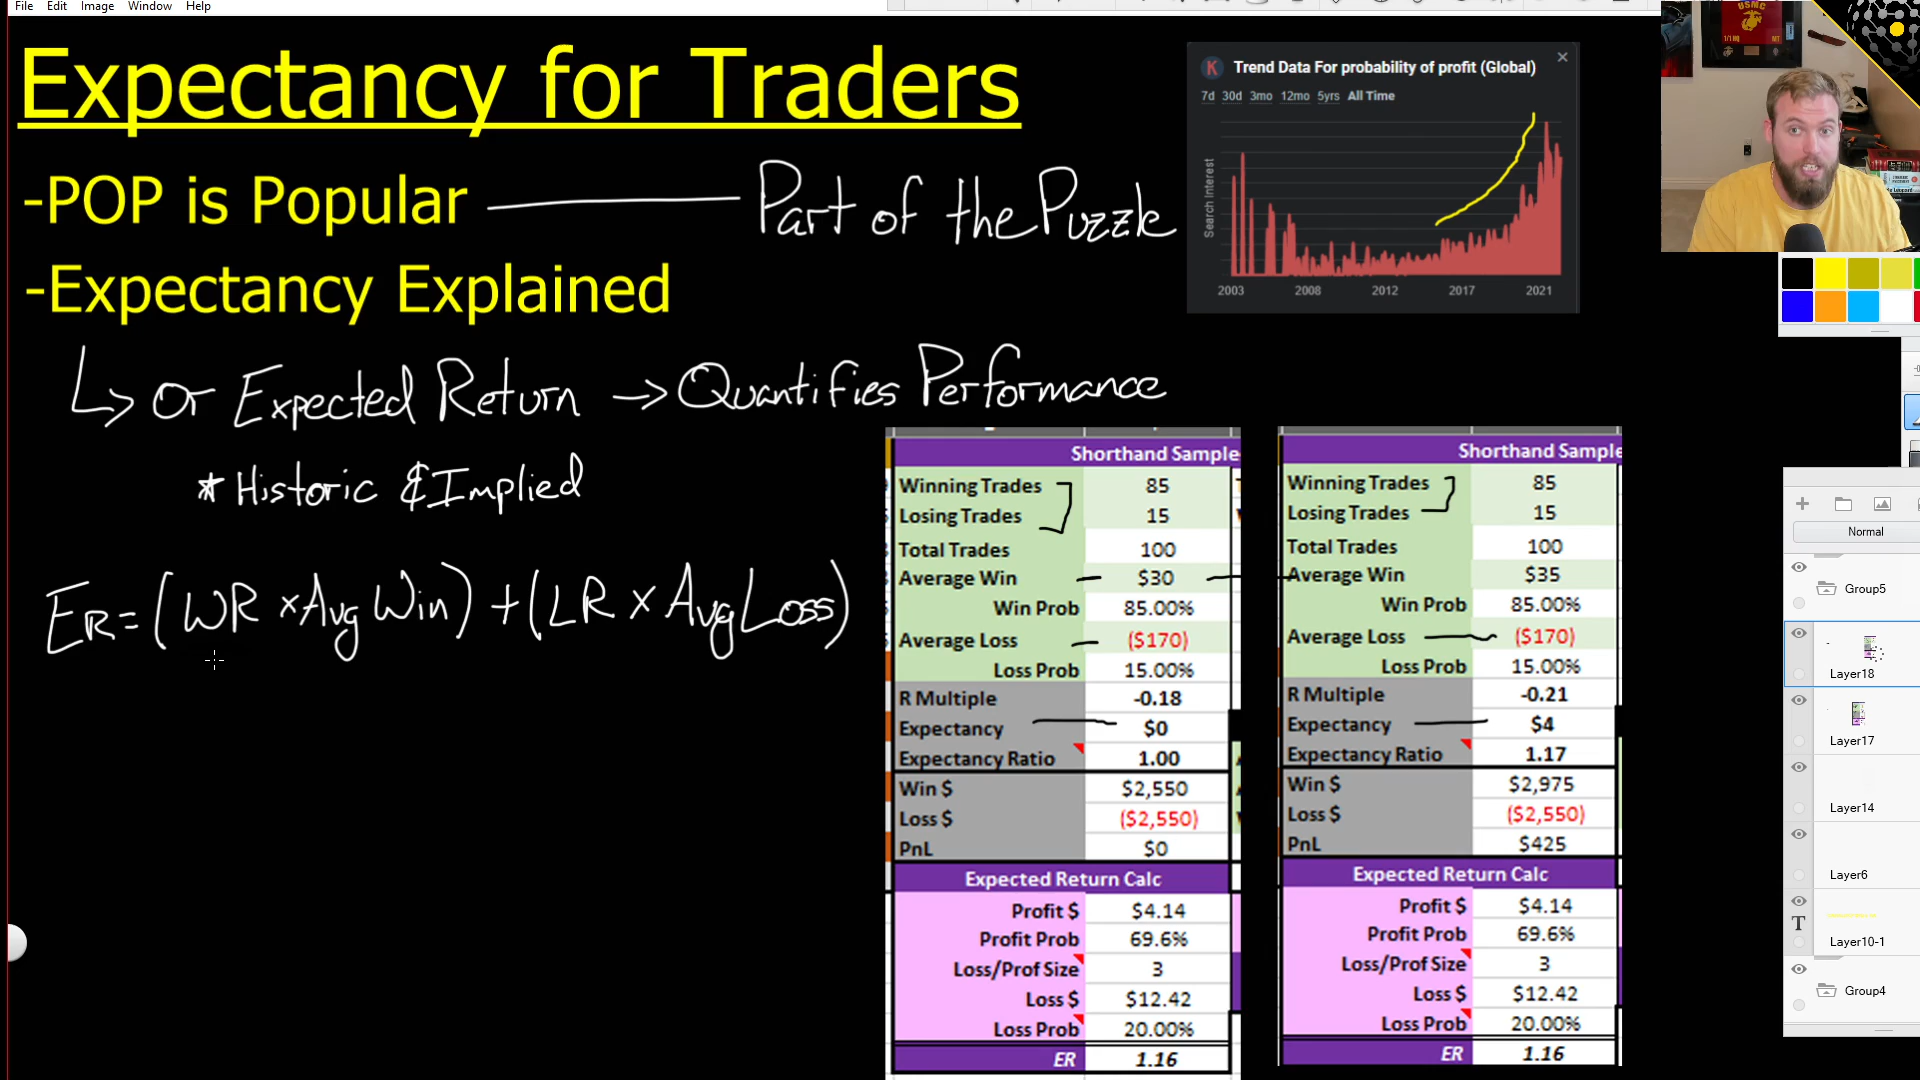 File Edit Image Window Help
Expectancy for Traders
-POP is Popular
Part of the Puzzle
-Expectancy Explained
or Expected Return -> Quantifies Performance
* Historic & Implied
ER = (WR x Avg Win) + (LR x Avg Loss)
K Trend Data For probability of profit (Global)
7d 30d 3mo 12mo 5yrs All Time
Search Interest
2003 2008 2012 2017 2021
USMC
Shorthand Sample
Winning Trades 85
Losing Trades 15
Total Trades 100
Average Win $30
Win Prob 85.00%
Average Loss ($170)
Loss Prob 15.00%
R Multiple -0.18
Expectancy $0
Expectancy Ratio 1.00
Win $ $2,550
Loss $ ($2,550)
PnL $0
Expected Return Calc
Profit $ $4.14
Profit Prob 69.6%
Loss/Prof Size 3
Loss $ $12.42
Loss Prob 20.00%
ER 1.16
Shorthand Sample
Winning Trades 85
Losing Trades 15
Total Trades 100
Average Win $35
Win Prob 85.00%
Average Loss ($170)
Loss Prob 15.00%
R Multiple -0.21
Expectancy $4
Expectancy Ratio 1.17
Win $ $2,975
Loss $ ($2,550)
PnL $425
Expected Return Calc
Profit $ $4.14
Profit Prob 69.6%
Loss/Prof Size 3
Loss $ $12.42
Loss Prob 20.00%
ER 1.16
Normal
Group5
Layer18
Layer17
Layer14
Layer6
T
Layer10-1
Group4